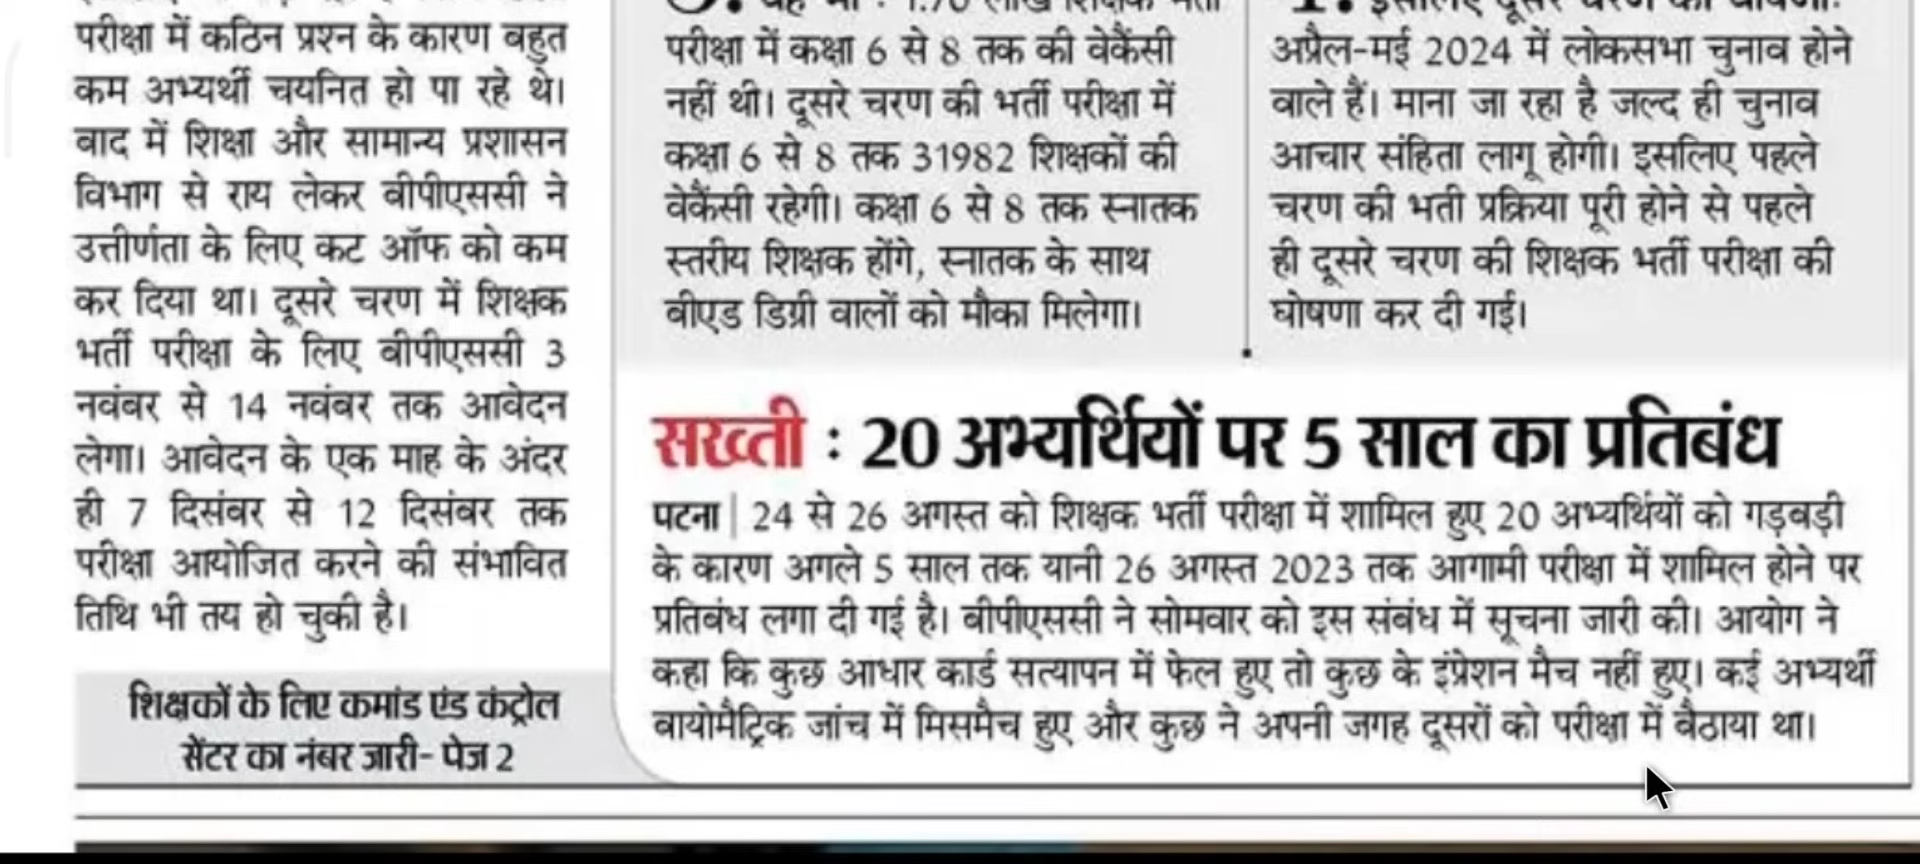 परीक्षा में कठिन प्रश्न के कारण बहुत
कम अभ्यर्थी चयनित हो पा रहे थे।
बाद में शिक्षा और सामान्य प्रशासन
विभाग से राय लेकर बीपीएससी ने
उत्तीर्णता के लिए कट ऑफ को कम
कर दिया था। दूसरे चरण में शिक्षक
भर्ती परीक्षा के लिए बीपीएससी 3
नवंबर से 14 नवंबर तक आवेदन
लेगा। आवेदन के एक माह के अंदर
ही 7 दिसंबर से 12 दिसंबर तक
परीक्षा आयोजित करने की संभावित
तिथि भी तय हो चुकी है।
शिक्षकों के लिए कमांड एंड कंट्रोल
सेंटर का नंबर जारी- पेज 2
परीक्षा में कक्षा 6 से 8 तक की वेकैंसी
नहीं थी। दूसरे चरण की भर्ती परीक्षा में
कक्षा 6 से 8 तक 31982 शिक्षकों की
वेकैंसी रहेगी। कक्षा 6 से 8 तक स्नातक
स्तरीय शिक्षक होंगे, स्नातक के साथ
बीएड डिग्री वालों को मौका मिलेगा।
अप्रैल-मई 2024 में लोकसभा चुनाव होने
वाले हैं। माना जा रहा है जल्द ही चुनाव
आचार संहिता लागू होगी। इसलिए पहले
चरण की भर्ती प्रक्रिया पूरी होने से पहले
ही दूसरे चरण की शिक्षक भर्ती परीक्षा की
घोषणा कर दी गई।
सख्ती : 20 अभ्यर्थियों पर 5 साल का प्रतिबंध
पटना | 24 से 26 अगस्त को शिक्षक भर्ती परीक्षा में शामिल हुए 20 अभ्यर्थियों को गड़बड़ी
के कारण अगले 5 साल तक यानी 26 अगस्त 2023 तक आगामी परीक्षा में शामिल होने पर
प्रतिबंध लगा दी गई है। बीपीएससी ने सोमवार को इस संबंध में सूचना जारी की। आयोग ने
कहा कि कुछ आधार कार्ड सत्यापन में फेल हुए तो कुछ के इंप्रेशन मैच नहीं हुए। कई अभ्यर्थी
बायोमैट्रिक जांच में मिसमैच हुए और कुछ ने अपनी जगह दूसरों को परीक्षा में बैठाया था।